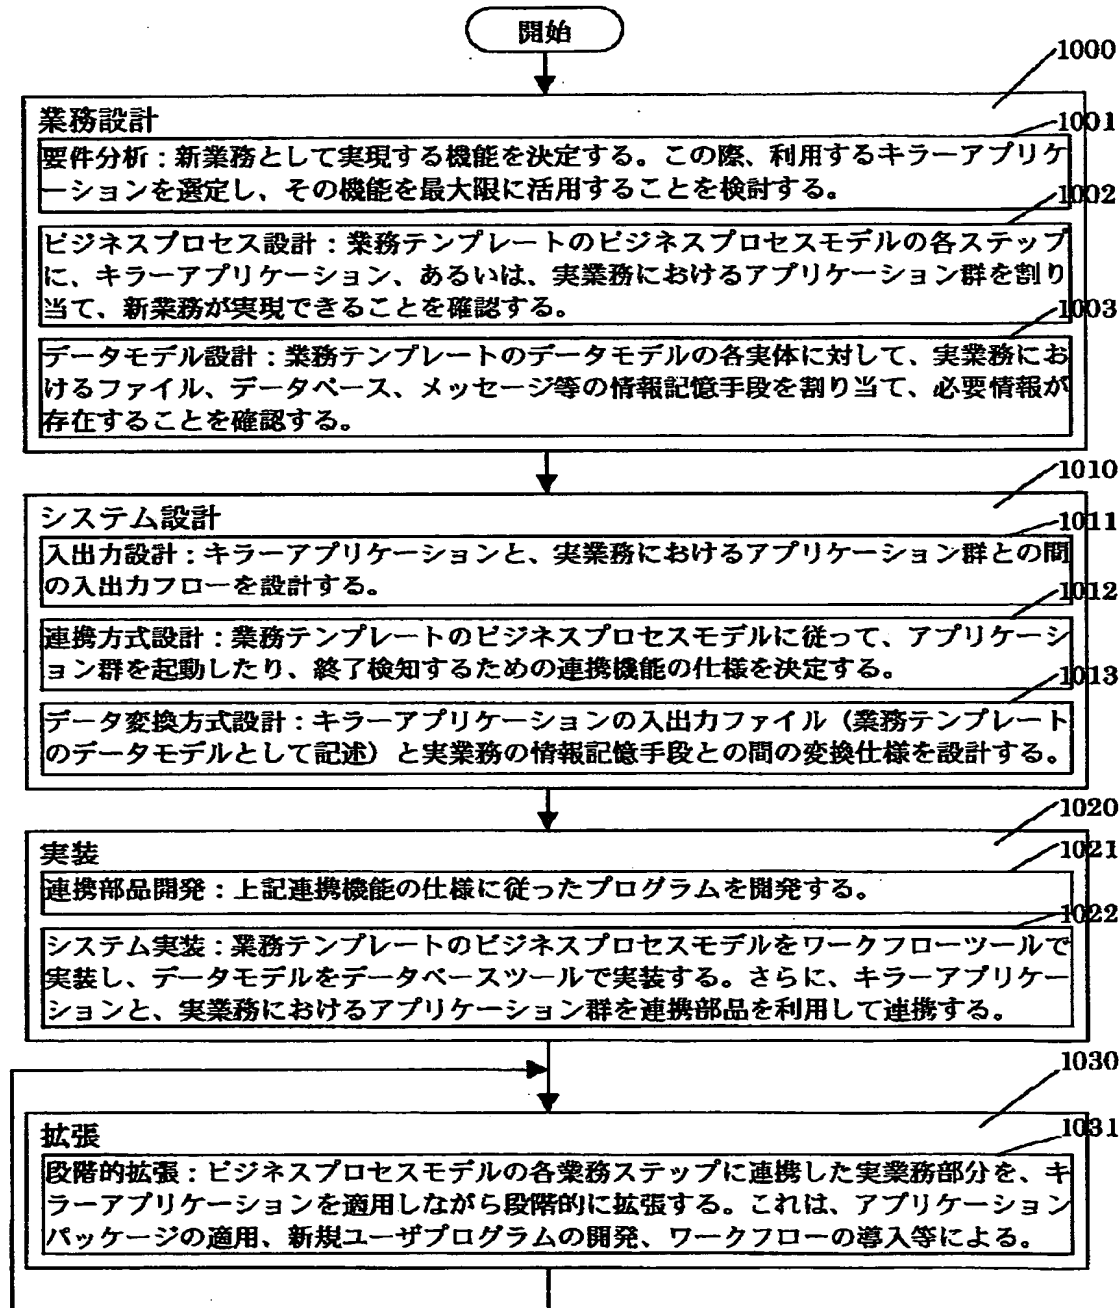 開始
1000
業務設計
1001
要件分析：新業務として実現する機能を決定する。この際、利用するキラーアプリケ
ーションを選定し、その機能を最大限に活用することを検討する。
1002
ビジネスプロセス設計：業務テンプレートのビジネスプロセスモデルの各ステップ
に、キラーアプリケーション、あるいは、実業務におけるアプリケーション群を割り
当て、新業務が実現できることを確認する。
1003
データモデル設計：業務テンプレートのデータモデルの各実体に対して、実業務にお
けるファイル、データベース、メッセージ等の情報記憶手段を割り当て、必要情報が
存在することを確認する。
1010
システム設計
1011
入出力設計：キラーアプリケーションと、実業務におけるアプリケーション群との間
の入出力フローを設計する。
1012
連携方式設計：業務テンプレートのビジネスプロセスモデルに従って、アプリケーシ
ョン群を起動したり、終了検知するための連携機能の仕様を決定する。
1013
データ変換方式設計：キラーアプリケーションの入出力ファイル（業務テンプレート
のデータモデルとして記述）と実業務の情報記憶手段との間の変換仕様を設計する。
1020
実装
1021
連携部品開発：上記連携機能の仕様に従ったプログラムを開発する。
1022
システム実装：業務テンプレートのビジネスプロセスモデルをワークフローツールで
実装し、データモデルをデータベースツールで実装する。さらに、キラーアプリケー
ションと、実業務におけるアプリケーション群を連携部品を利用して連携する。
1030
拡張
1031
段階的拡張：ビジネスプロセスモデルの各業務ステップに連携した実業務部分を、キ
ラーアプリケーションを適用しながら段階的に拡張する。これは、アプリケーション
パッケージの適用、新規ユーザプログラムの開発、ワークフローの導入等による。